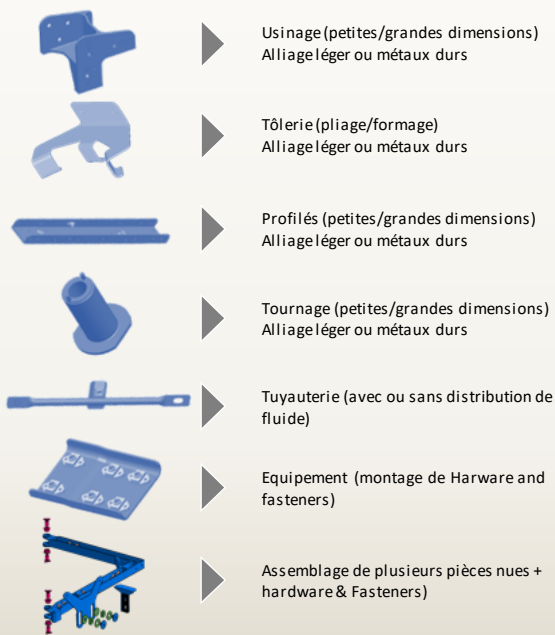 Usinage (petites/grandes dimensions)
Alliage léger ou métaux durs
Tôlerie (pliage/formage)
Alliage léger ou métaux durs
Profilés (petites/grandes dimensions)
Alliage léger ou métaux durs
Tournage (petites/grandes dimensions)
Alliage léger ou métaux durs
Tuyauterie (avec ou sans distribution de
fluide)
Equipement (montage de Harware and
fasteners)
Assemblage de plusieurs pièces nues +
hardware & Fasteners)